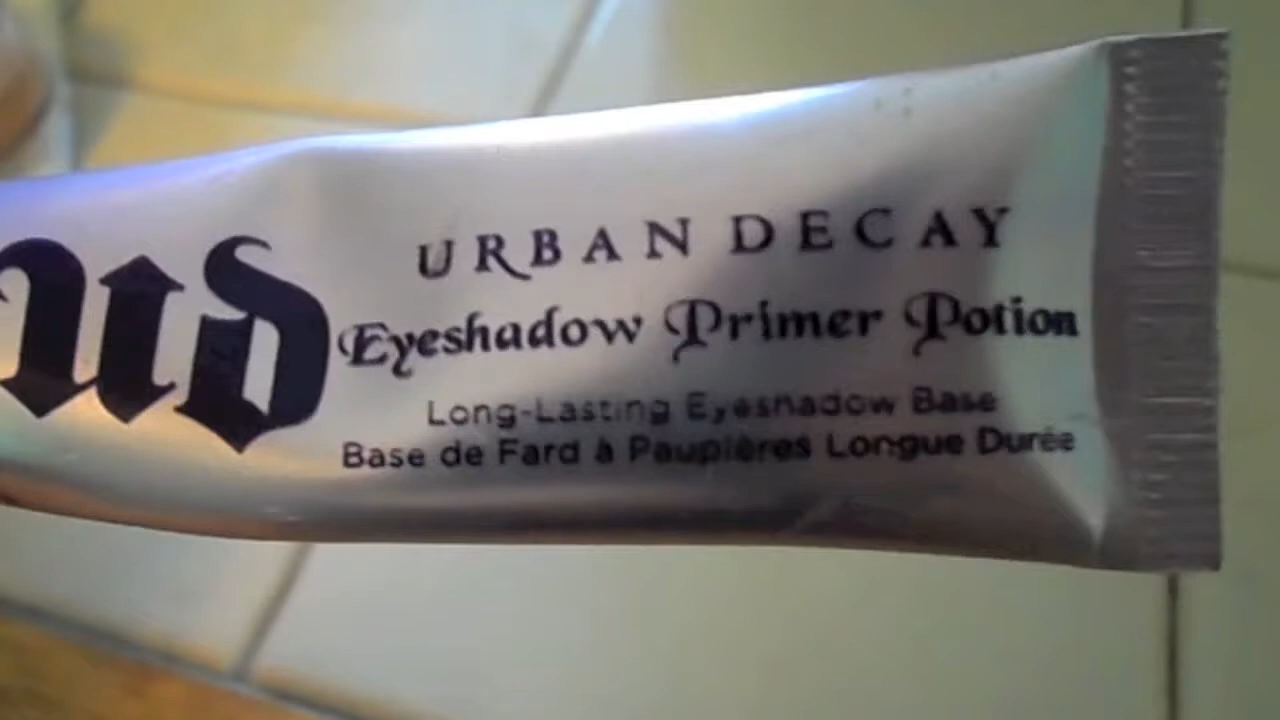 UD
URBAN DECAY
Eyeshadow Primer Potion
Long-Lasting Eyeshadow Base
Base de Fard à Paupières Longue Durée